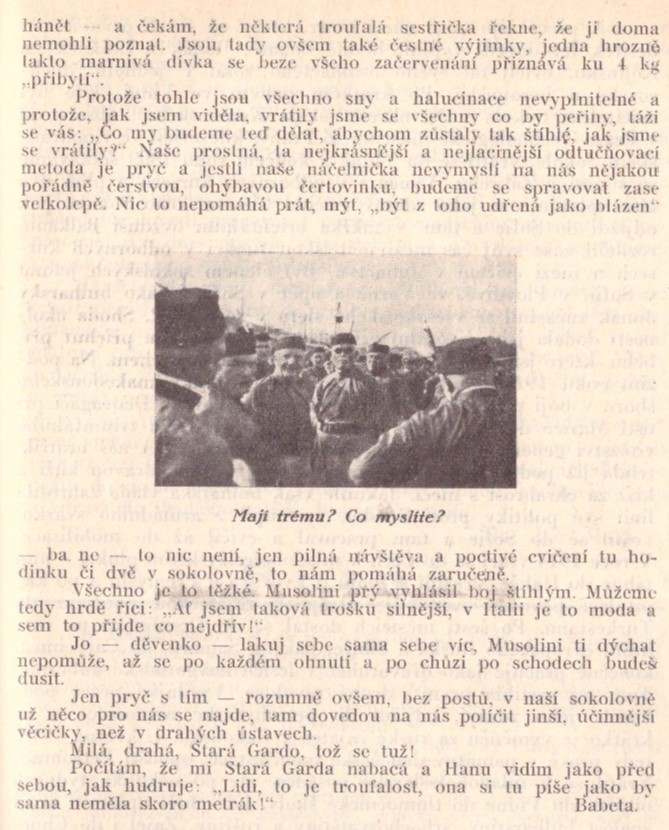 hánět — a čekám, že některá troufalá sestřička řekne, že ji doma
nemohli poznat. Jsou tady ovšem také čestné výjimky, jedna hrozně
takto marnivá dívka se beze všeho začervenání přiznává ku 4 kg
„přibytí“.
Protože tohle jsou všechno sny a halucinace nevyplnitelné a
protože, jak jsem viděla, vrátily jsme se všechny co by peřiny, táži
se vás: „Co my budeme teď dělat, abychom zůstaly tak štíhlé, jak jsme
se vrátily?“ Naše prostná, ta nejkrásnější a nejlacinější odtučňovací
metoda je pryč a jestli naše náčelnička nevymyslí na nás nějakou
pořádně čerstvou, ohýbavou čertovinku, budeme se spravovat zase
velkolepě. Nic to nepomáhá prát, mýt, „být z toho udřená jako blázen“
Mají trému? Co myslíte?
— ba ne — to nic není, jen pilná návštěva a poctivé cvičení tu ho-
dinku či dvě v sokolovně, to nám pomáhá zaručeně.
Všechno je to těžké. Musolini prý vyhlásil boj štíhlým. Můžeme
tedy hrdě říci: „Ať jsem taková trošku silnější, v Italii je to moda a
sem to přijde co nejdřív!“
Jo — děvenko — lakuj sebe sama sebe víc, Musolini ti dýchat
nepomůže, až se po každém ohnutí a po chůzi po schodech budeš
dusit.
Jen pryč s tím — rozumně ovšem, bez postů, v naší sokolovně
už něco pro nás se najde, tam dovedou na nás políčit jinší, účinnější
věcičky, než v drahých ústavech.
Milá, drahá, Stará Gardo, tož se tuž!
Počítám, že mi Stará Garda nabacá a Hanu vidím jako před
sebou, jak hudruje: „Lidi, to je troufalost, ona si tu píše jako by
sama neměla skoro metrák!“ Babeta.